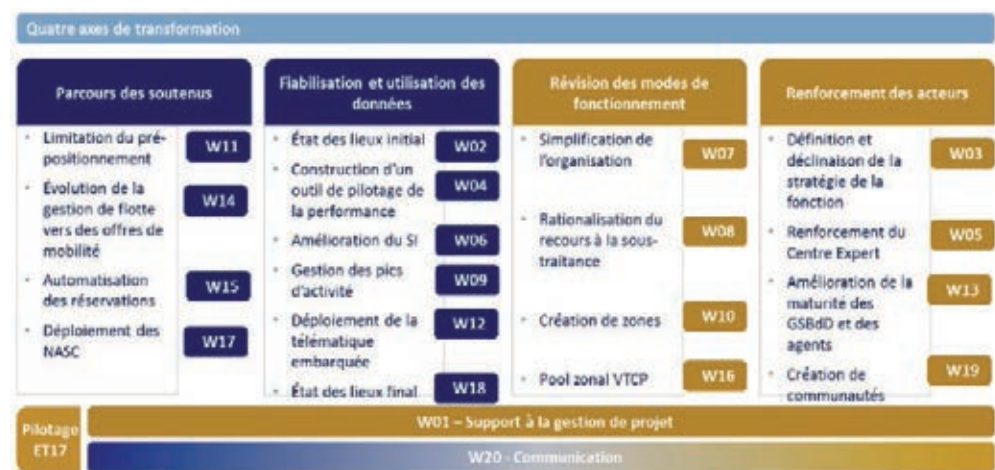 Quatre axes de transformation
Parcours des soutenus
Limitation du pré-
positionnement
W11
Évolution de la
gestion de flotte
vers des offres de
mobilité
W14
Automatisation
des réservations
W15
Déploiement des
NASC
W17
Fiabilisation et utilisation des
données
État des lieux initial
W02
Construction d'un
outil de pilotage de
la performance
W04
Amélioration du SI
W06
Gestion des pics
d'activité
W09
Déploiement de la
télématique
embarquée
W12
État des lieux final
W18
Révision des modes de
fonctionnement
Simplification de
l'organisation
W07
Rationalisation du
recours à la sous-
traitance
W08
Création de zones
W10
Pool zonal VTCP
W16
Renforcement des acteurs
Définition et
déclinaison de la
stratégie de la
fonction
W03
Renforcement du
Centre Expert
W05
Amélioration de la
maturité des
GSBdD et des
agents
W13
Création de
communautés
W19
Pilotage
ET17
W01 – Support à la gestion de projet
W20 - Communication